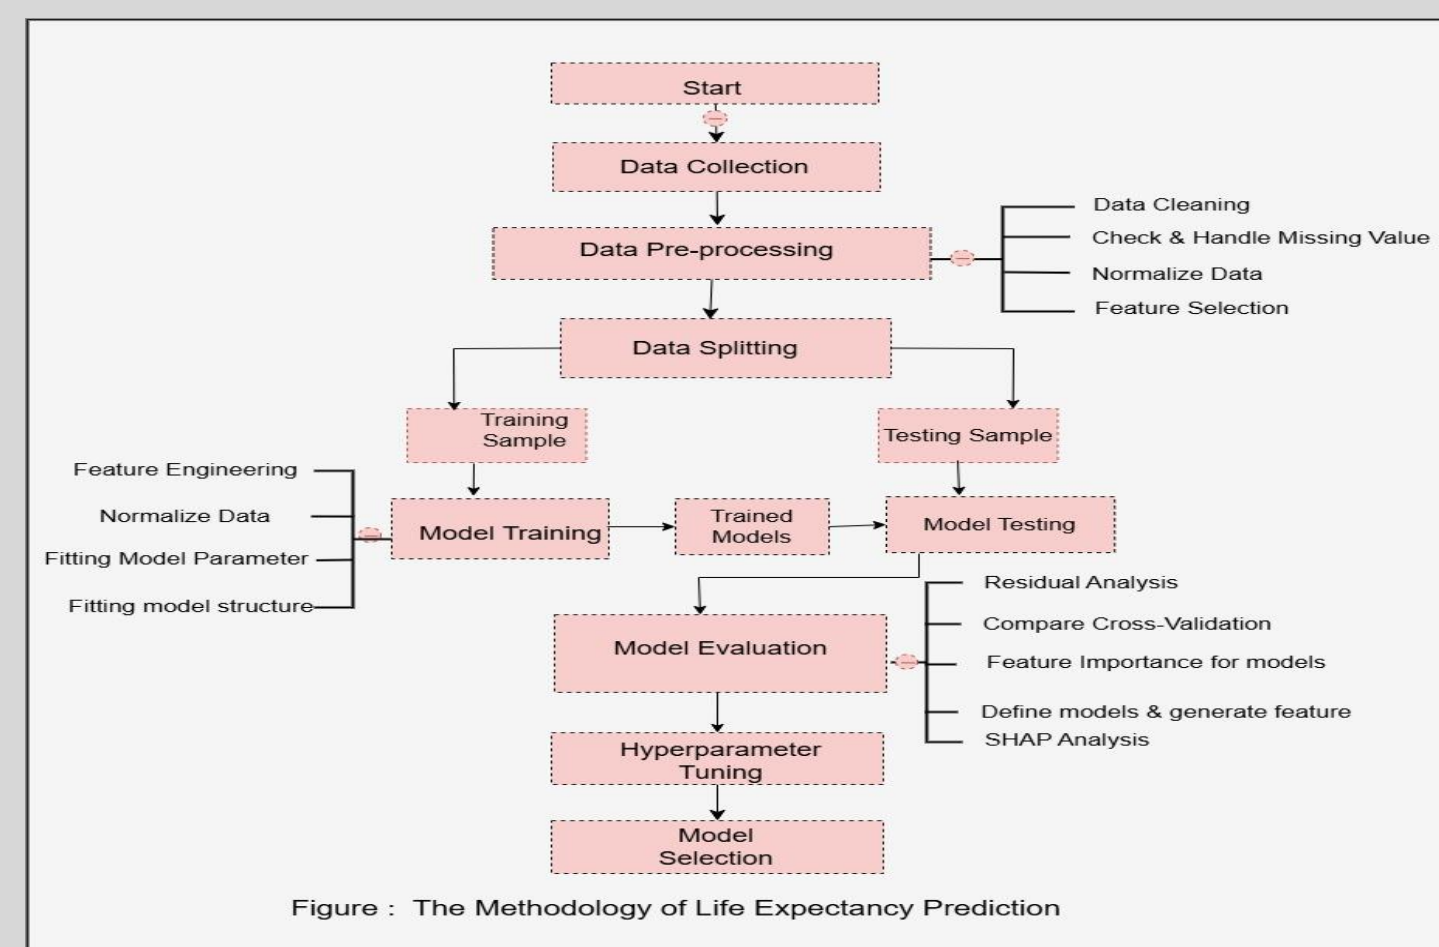 Start
Data Collection
Data Pre-processing
Data Cleaning
Check & Handle Missing Value
Normalize Data
Feature Selection
Data Splitting
Training
Sample
Testing Sample
Feature Engineering
Normalize Data
Fitting Model Parameter
Fitting model structure
Model Training
Trained
Models
Model Testing
Model Evaluation
Residual Analysis
Compare Cross-Validation
Feature Importance for models
Define models & generate feature
SHAP Analysis
Hyperparameter
Tuning
Model
Selection
Figure : The Methodology of Life Expectancy Prediction